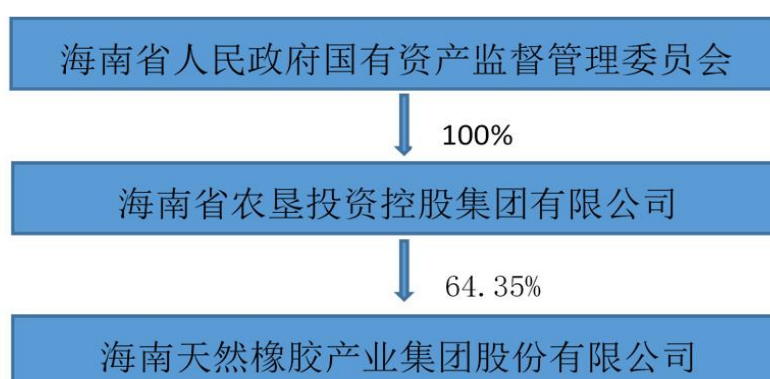 海南省人民政府国有资产监督管理委员会
100%
海南省农垦投资控股集团有限公司
64.35%
海南天然橡胶产业集团股份有限公司